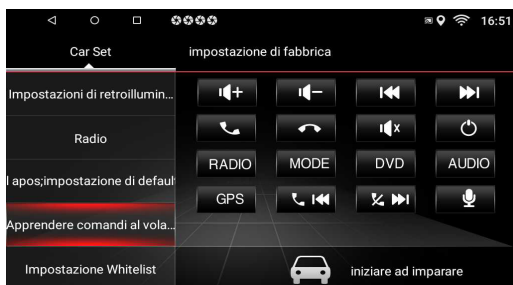 16:51
Car Set
impostazione di fabbrica
Impostazioni di retroillumin...
Radio
l apos;impostazione di defaul
Apprendere comandi al vola...
Impostazione Whitelist
RADIO MODE DVD AUDIO
GPS
iniziare ad imparare